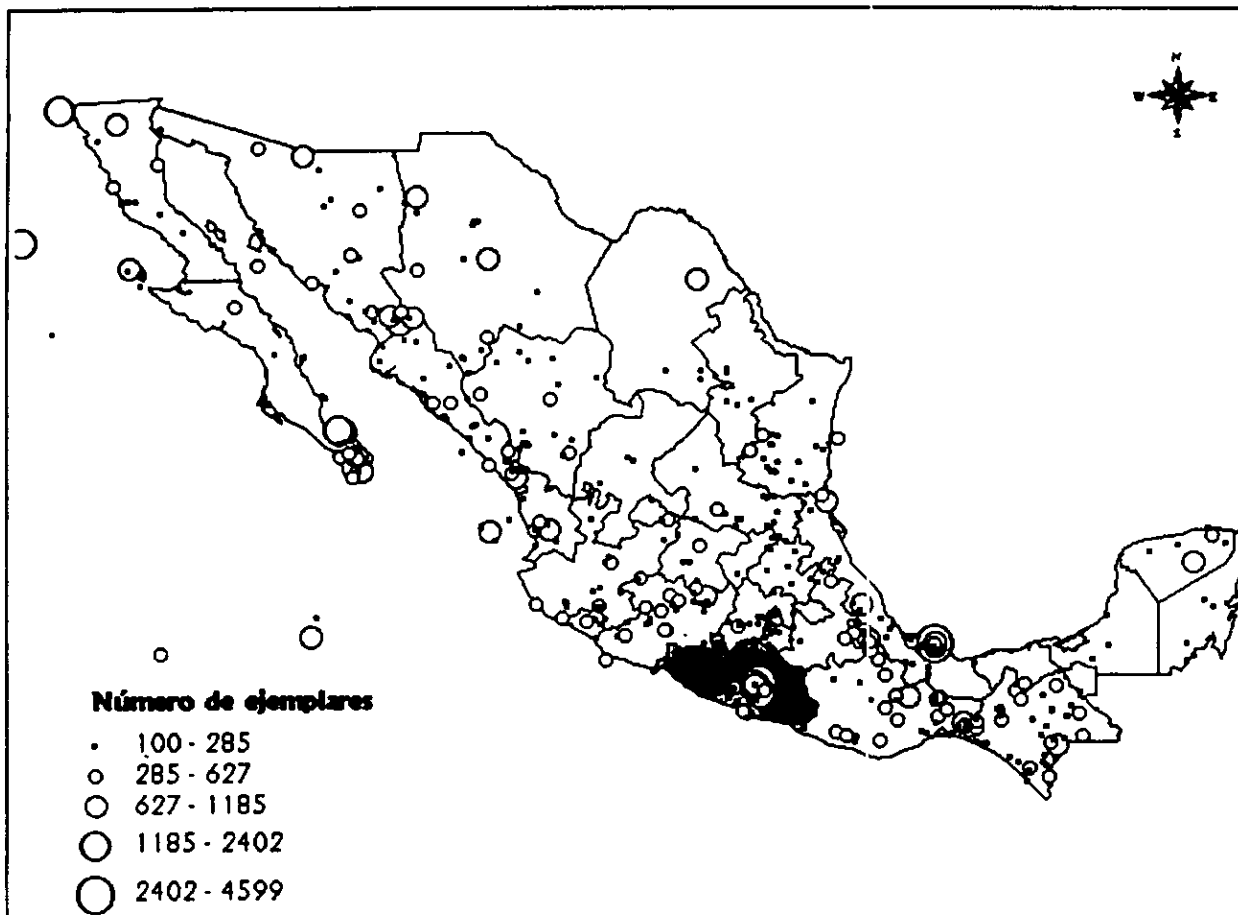 N
W E
S
Número de ejemplares
100 - 285
285 - 627
627 - 1185
1185 - 2402
2402 - 4599